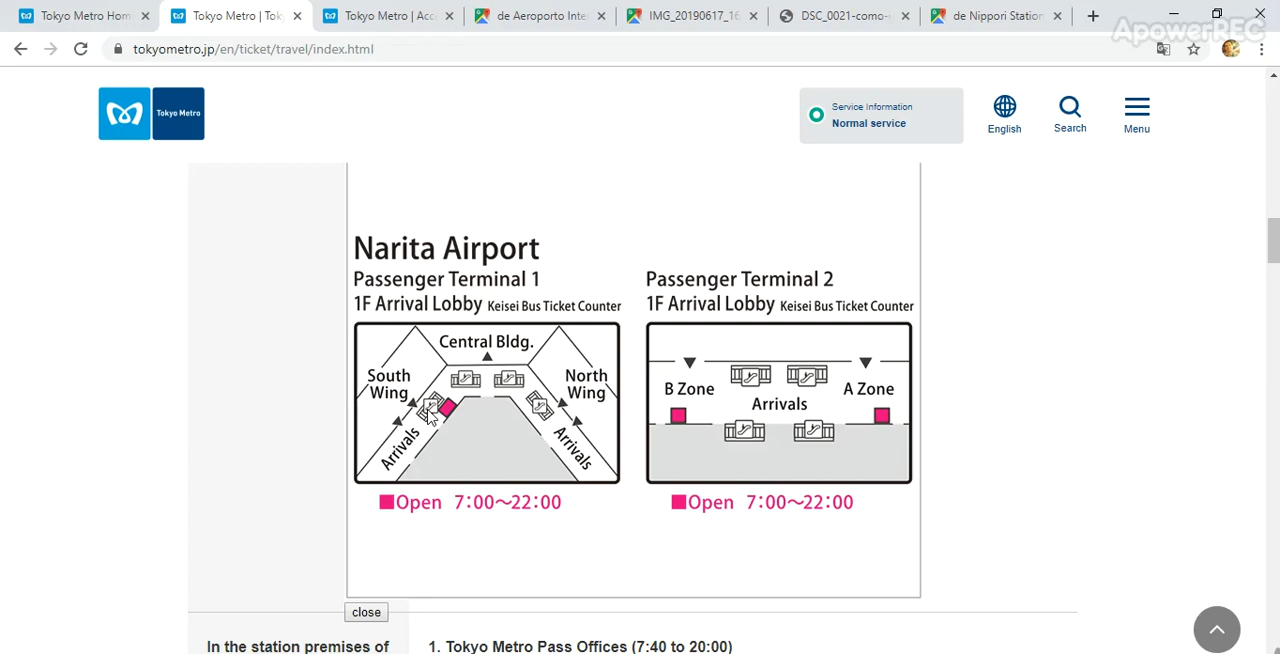 Tokyo Metro Hom
Tokyo Metro | Tok
Tokyo Metro | Acc
de Aeroporto Inte
IMG_20190617_16
DSC_0021-como-
de Nippori Station
ApowerREC
tokyometro.jp/en/ticket/travel/index.html
Tokyo Metro
Service Information
Normal service
English
Search
Menu
Narita Airport
Passenger Terminal 1
1F Arrival Lobby Keisei Bus Ticket Counter
Central Bldg.
South
Wing
North
Wing
Arrivals
Arrivals
Open 7:00～22:00
Passenger Terminal 2
1F Arrival Lobby Keisei Bus Ticket Counter
B Zone
A Zone
Arrivals
Open 7:00～22:00
close
In the station premises of
1. Tokyo Metro Pass Offices (7:40 to 20:00)